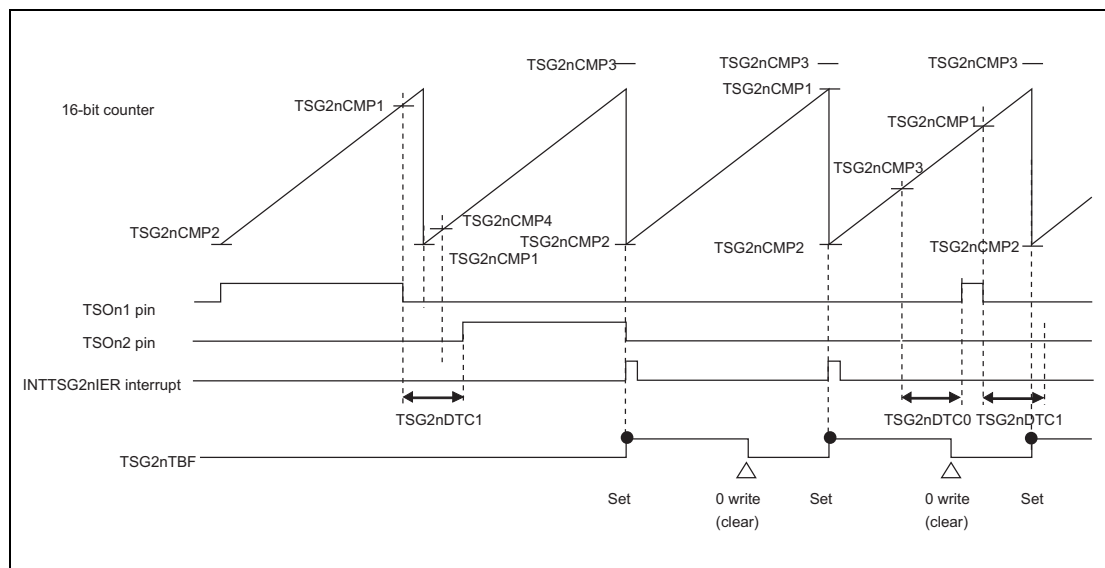 TSG2nCMP3
TSG2nCMP3
TSG2nCMP3
16-bit counter
TSG2nCMP1
TSG2nCMP1
TSG2nCMP1
TSG2nCMP3
TSG2nCMP2
TSG2nCMP4
TSG2nCMP1
TSG2nCMP2
TSG2nCMP2
TSG2nCMP2
TSOn1 pin
TSOn2 pin
INTTSG2nIER interrupt
TSG2nDTC1
TSG2nDTC0
TSG2nDTC1
TSG2nTBF
Set
0 write
(clear)
Set
0 write
(clear)
Set